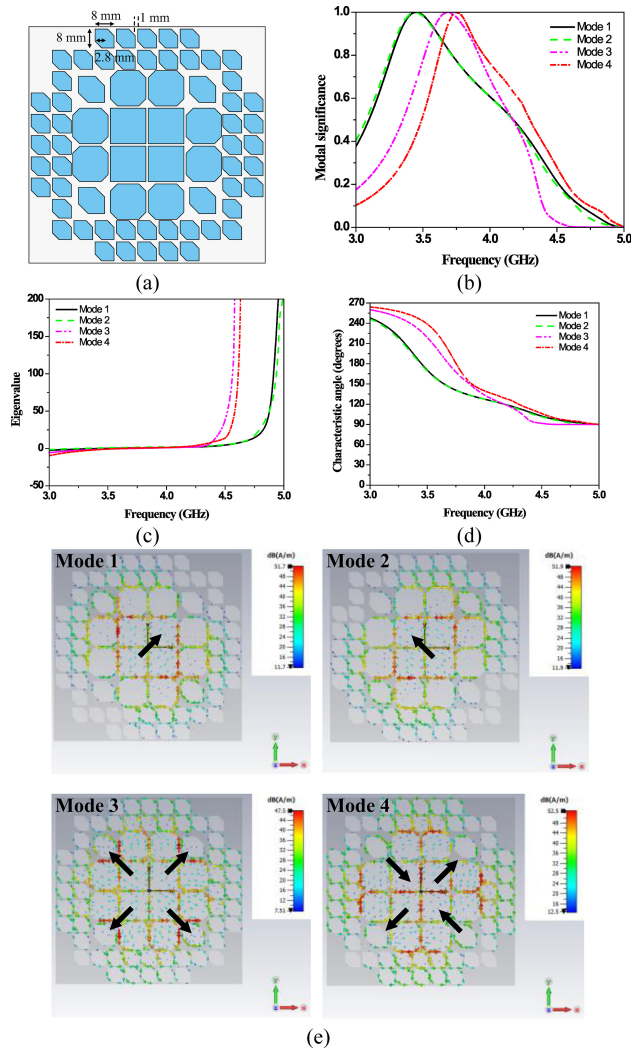 8 mm
1 mm
8 mm
2.8 mm
(a)
Modal significance
1.0
0.8
0.6
0.4
0.2
0.0
3.0 3.5 4.0 4.5 5.0
Frequency (GHz)
Mode 1
Mode 2
Mode 3
Mode 4
(b)
Eigenvalue
200
150
100
50
0
-50
3.0 3.5 4.0 4.5 5.0
Frequency (GHz)
Mode 1
Mode 2
Mode 3
Mode 4
(c)
Characteristic angle (degrees)
270
240
210
180
150
120
90
60
30
0
3.0 3.5 4.0 4.5 5.0
Frequency (GHz)
Mode 1
Mode 2
Mode 3
Mode 4
(d)
Mode 1
dB(A/m)
51.7
48
44
40
36
32
28
24
20
16
11.7
Y
X
Mode 2
dB(A/m)
51.9
48
44
40
36
32
28
24
20
16
11.9
Y
X
Mode 3
dB(A/m)
47.5
44
40
36
32
28
24
20
16
12
7.51
Y
X
Mode 4
dB(A/m)
52.5
48
44
40
36
32
28
24
20
16
12.5
Y
X
(e)